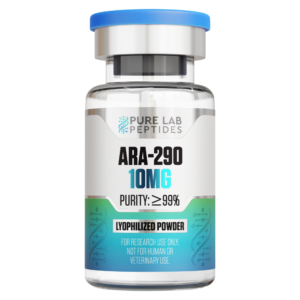 PURE LAB
PEPTIDES
ARA-290
10MG
PURITY: ≥99%
LYOPHILIZED POWDER
FOR RESEARCH USE ONLY.
NOT FOR HUMAN OR
VETERINARY USE.